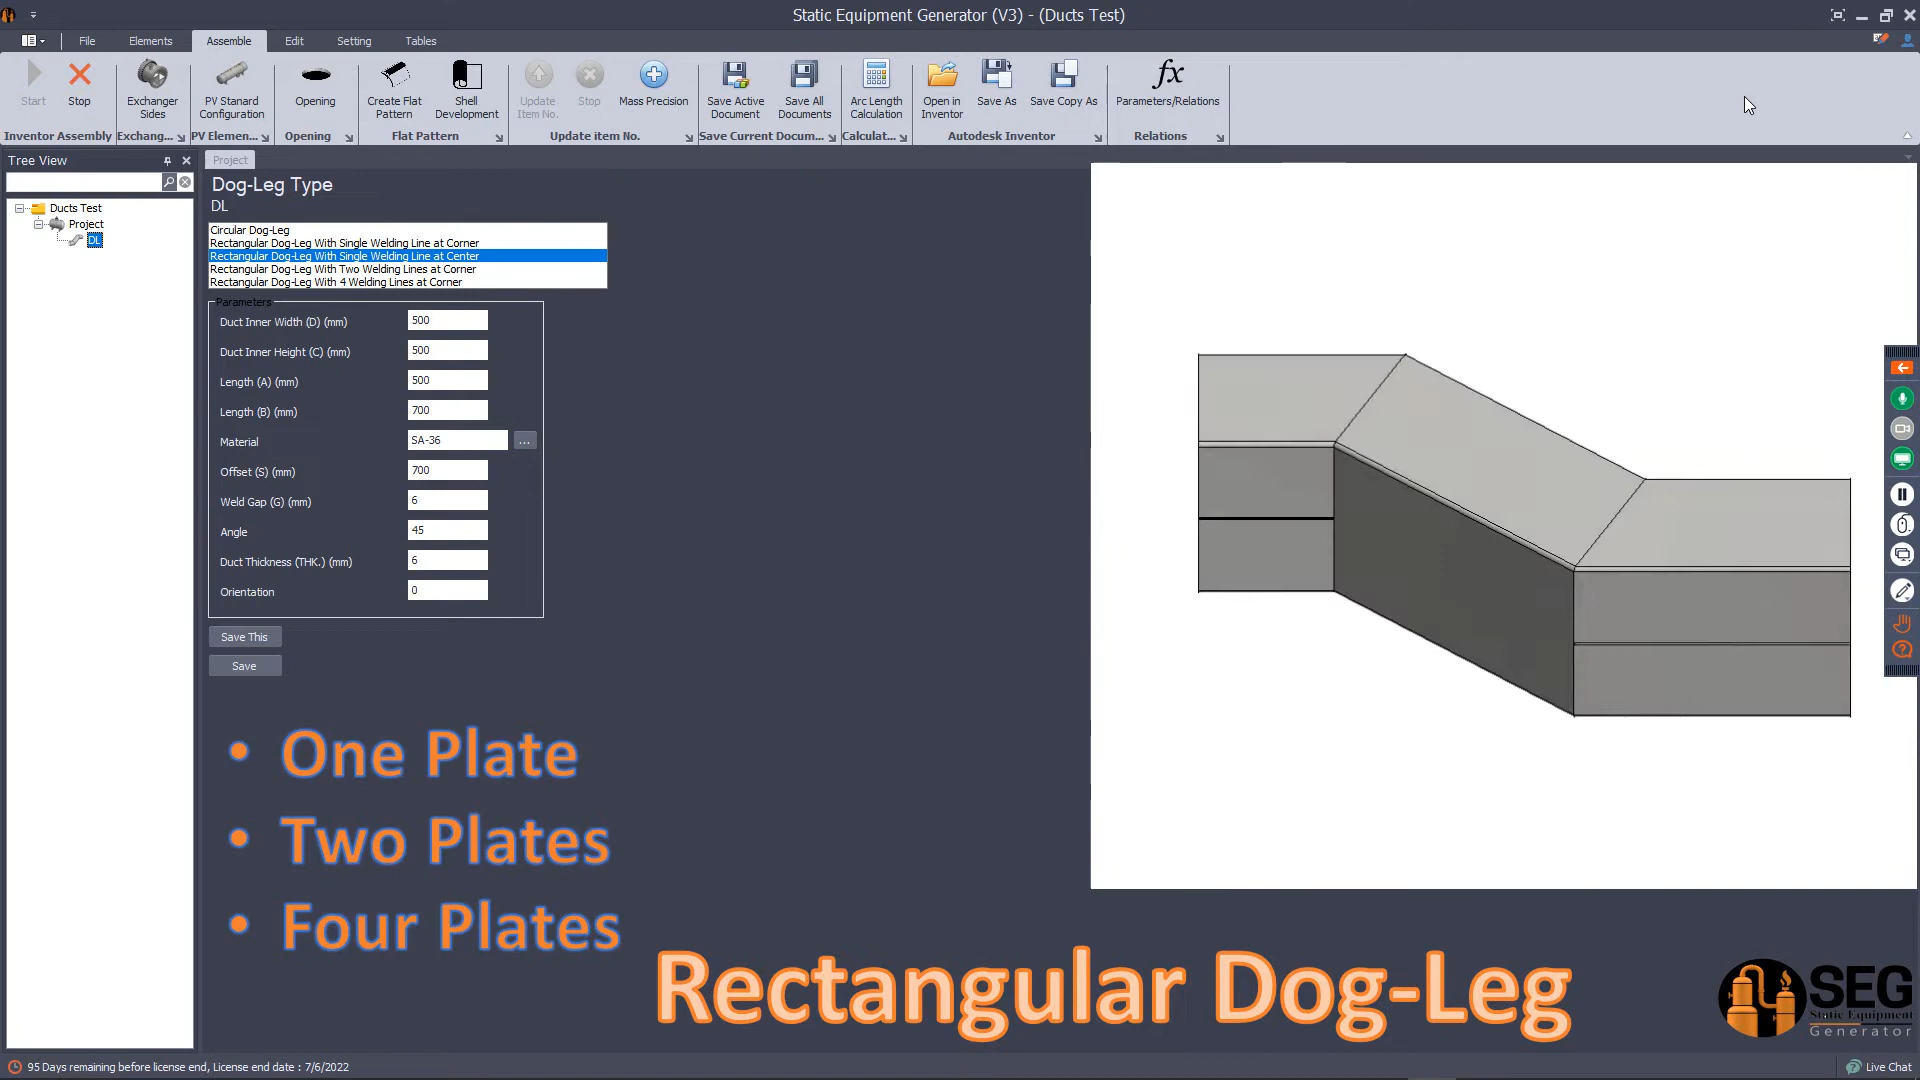 Static Equipment Generator (V3) - (Ducts Test)
File Elements Assemble Edit Setting Tables
Start
Stop
Inventor Assembly
Exchanger Sides
Exchang...
PV Stanard Configuration
PV Elemen...
Opening
Opening
Create Flat Pattern
Shell Development
Flat Pattern
Update Item No.
Stop
Mass Precision
Update item No.
Save Active Document
Save All Documents
Save Current Docum...
Arc Length Calculation
Calculat...
Open in Inventor
Save As
Save Copy As
Autodesk Inventor
fx
Parameters/Relations
Relations
Tree View
Ducts Test
Project
DL
Project
Dog-Leg Type
DL
Circular Dog-Leg
Rectangular Dog-Leg With Single Welding Line at Corner
Rectangular Dog-Leg With Single Welding Line at Center
Rectangular Dog-Leg With Two Welding Lines at Corner
Rectangular Dog-Leg With 4 Welding Lines at Corner
Parameters
Duct Inner Width (D) (mm) 500
Duct Inner Height (C) (mm) 500
Length (A) (mm) 500
Length (B) (mm) 700
Material SA-36 ...
Offset (S) (mm) 700
Weld Gap (G) (mm) 6
Angle 45
Duct Thickness (THK.) (mm) 6
Orientation 0
Save This
Save
• One Plate
• Two Plates
• Four Plates
Rectangular Dog-Leg
SEG
Static Equipment
Generator
95 Days remaining before license end, License end date : 7/6/2022
Live Chat